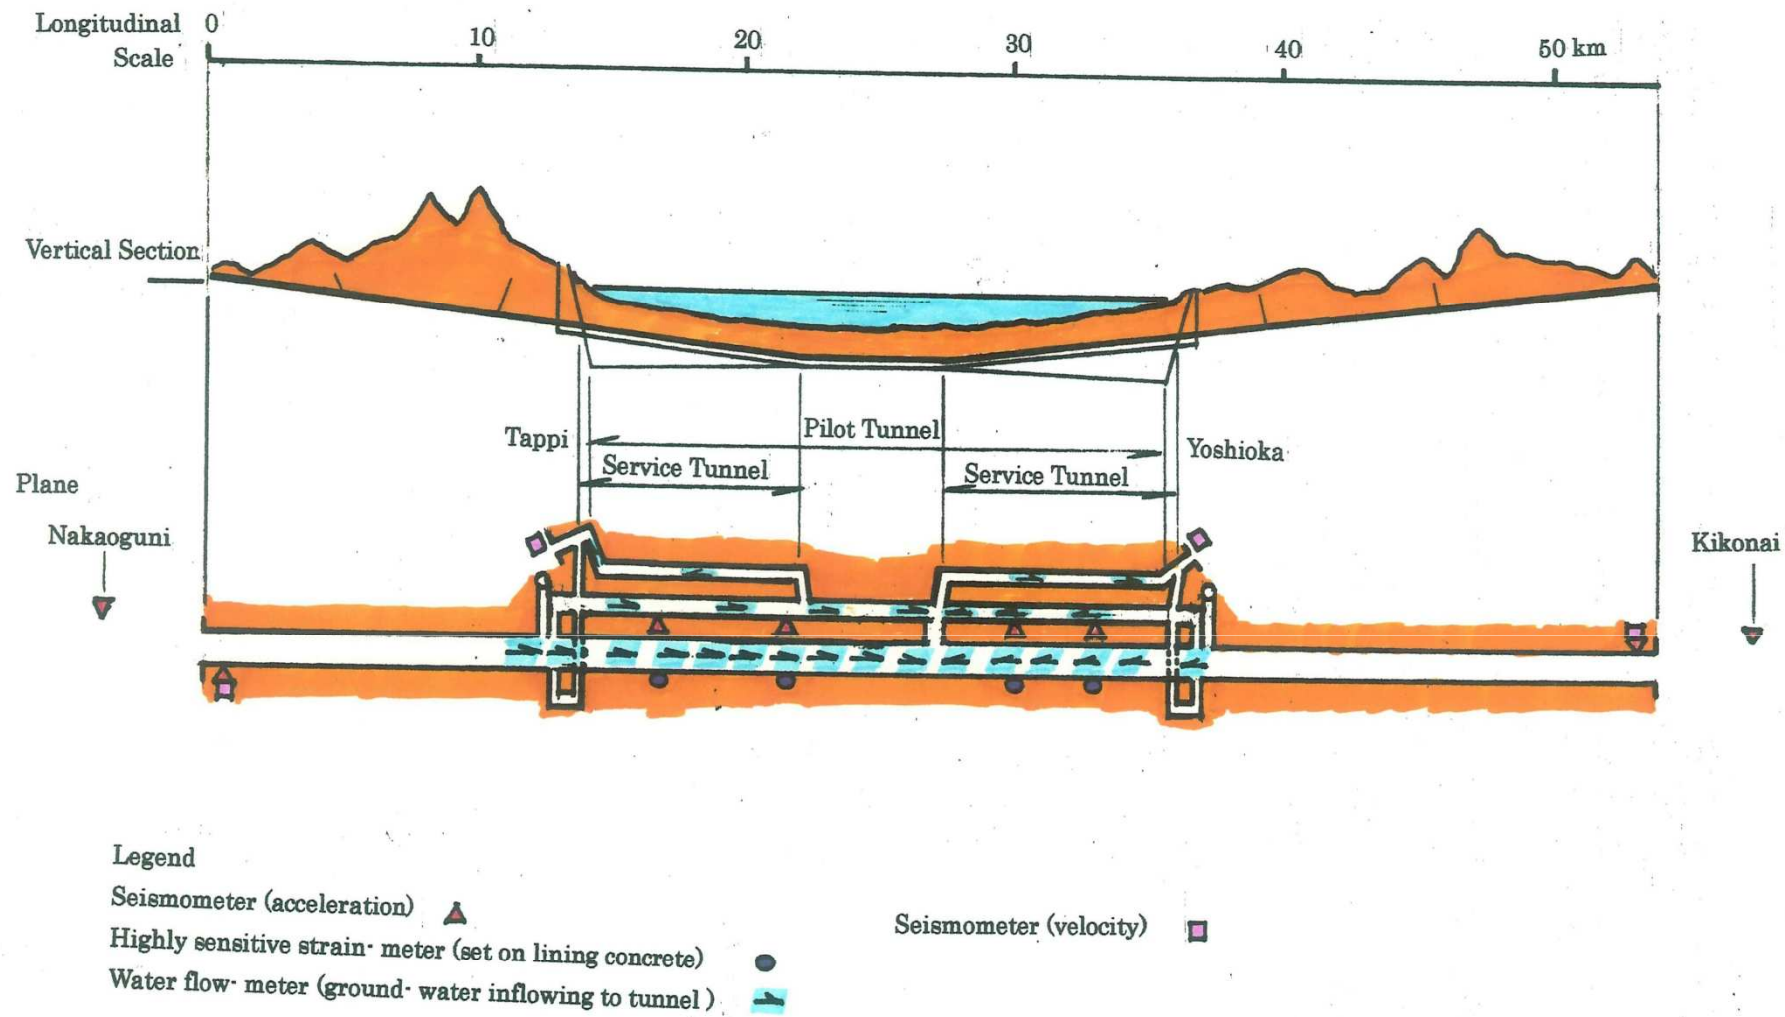 Longitudinal
Scale
0
10
20
30
40
50 km
Vertical Section
Pilot Tunnel
Tappi
Yoshioka
Service Tunnel
Service Tunnel
Plane
Nakaoguni
Kikonai
Legend
Seismometer (acceleration)
Seismometer (velocity)
Highly sensitive strain- meter (set on lining concrete)
Water flow- meter (ground- water inflowing to tunnel )